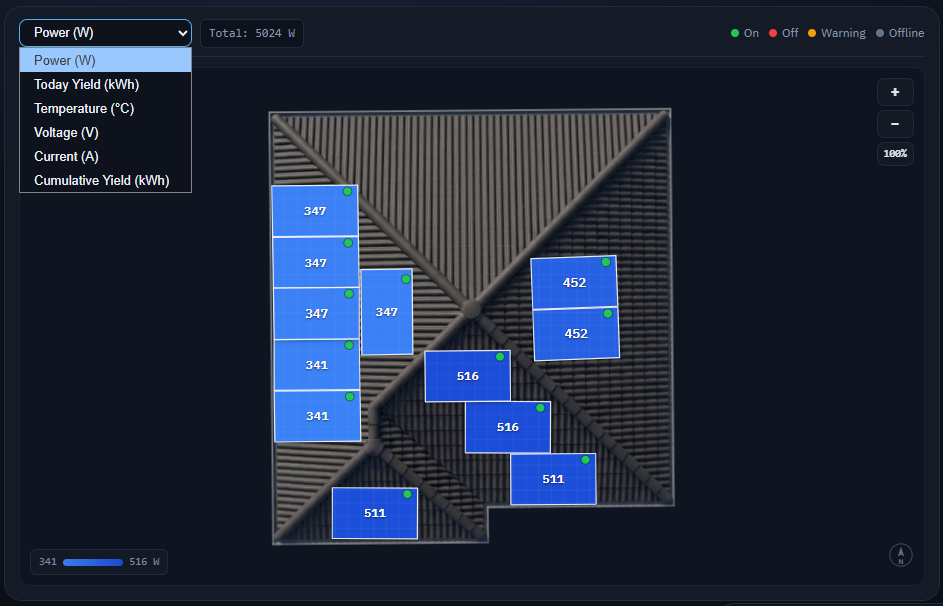 Power (W)
Total: 5024 W
On
Off
Warning
Offline
Power (W)
Today Yield (kWh)
Temperature (°C)
Voltage (V)
Current (A)
Cumulative Yield (kWh)
+
−
100%
347
347
347
347
341
341
452
452
516
516
511
511
341
516 W
N